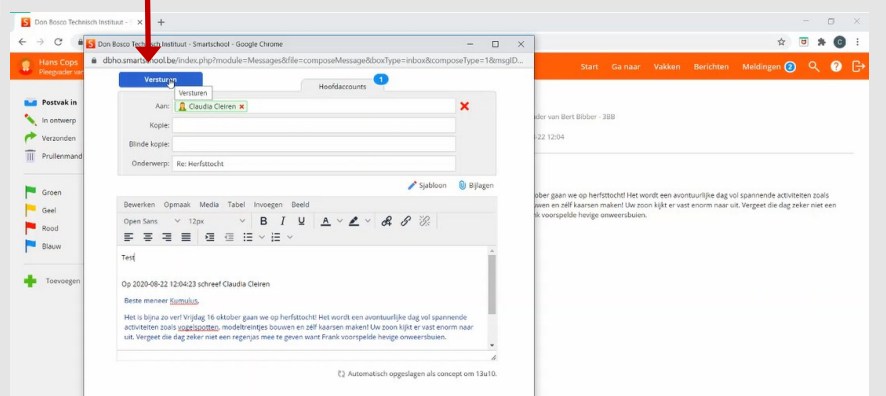 Don Bosco Technisch Instituut -
Don Bosco Technisch Instituut - Smartschool - Google Chrome
dbho.smartschool.be/index.php?module=Messages&file=composeMessage&boxType=inbox&composeType=1&msgID...
Hans Cops
Pleegvader van
Start Ga naar Vakken Berichten Meldingen 2
Postvak in
In ontwerp
Verzonden
Prullenmand
Groen
Geel
Rood
Blauw
Toevoegen
Versturen
Versturen
Hoofdaccounts 1
Aan: Claudia Cleiren
Kopie:
Blinde kopie:
Onderwerp: Re: Herfsttocht
Sjabloon Bijlagen
Bewerken Opmaak Media Tabel Invoegen Beeld
Open Sans 12px B I U A
Test
Op 2020-08-22 12:04:23 schreef Claudia Cleiren
Beste meneer Kumulus,
Het is bijna zo ver! Vrijdag 16 oktober gaan we op herfsttocht! Het wordt een avontuurlijke dag vol spannende
activiteiten zoals vogelspotten, modeltreintjes bouwen en zélf kaarsen maken! Uw zoon kijkt er vast enorm naar
uit. Vergeet die dag zeker niet een regenjas mee te geven want Frank voorspelde hevige onweersbuien.
Automatisch opgeslagen als concept om 13u10.
der van Bert Bibber - 3BB
-22 12:04
ober gaan we op herfsttocht! Het wordt een avontuurlijke dag vol spannende activiteiten zoals
uwen en zélf kaarsen maken! Uw zoon kijkt er vast enorm naar uit. Vergeet die dag zeker niet een
nk voorspelde hevige onweersbuien.